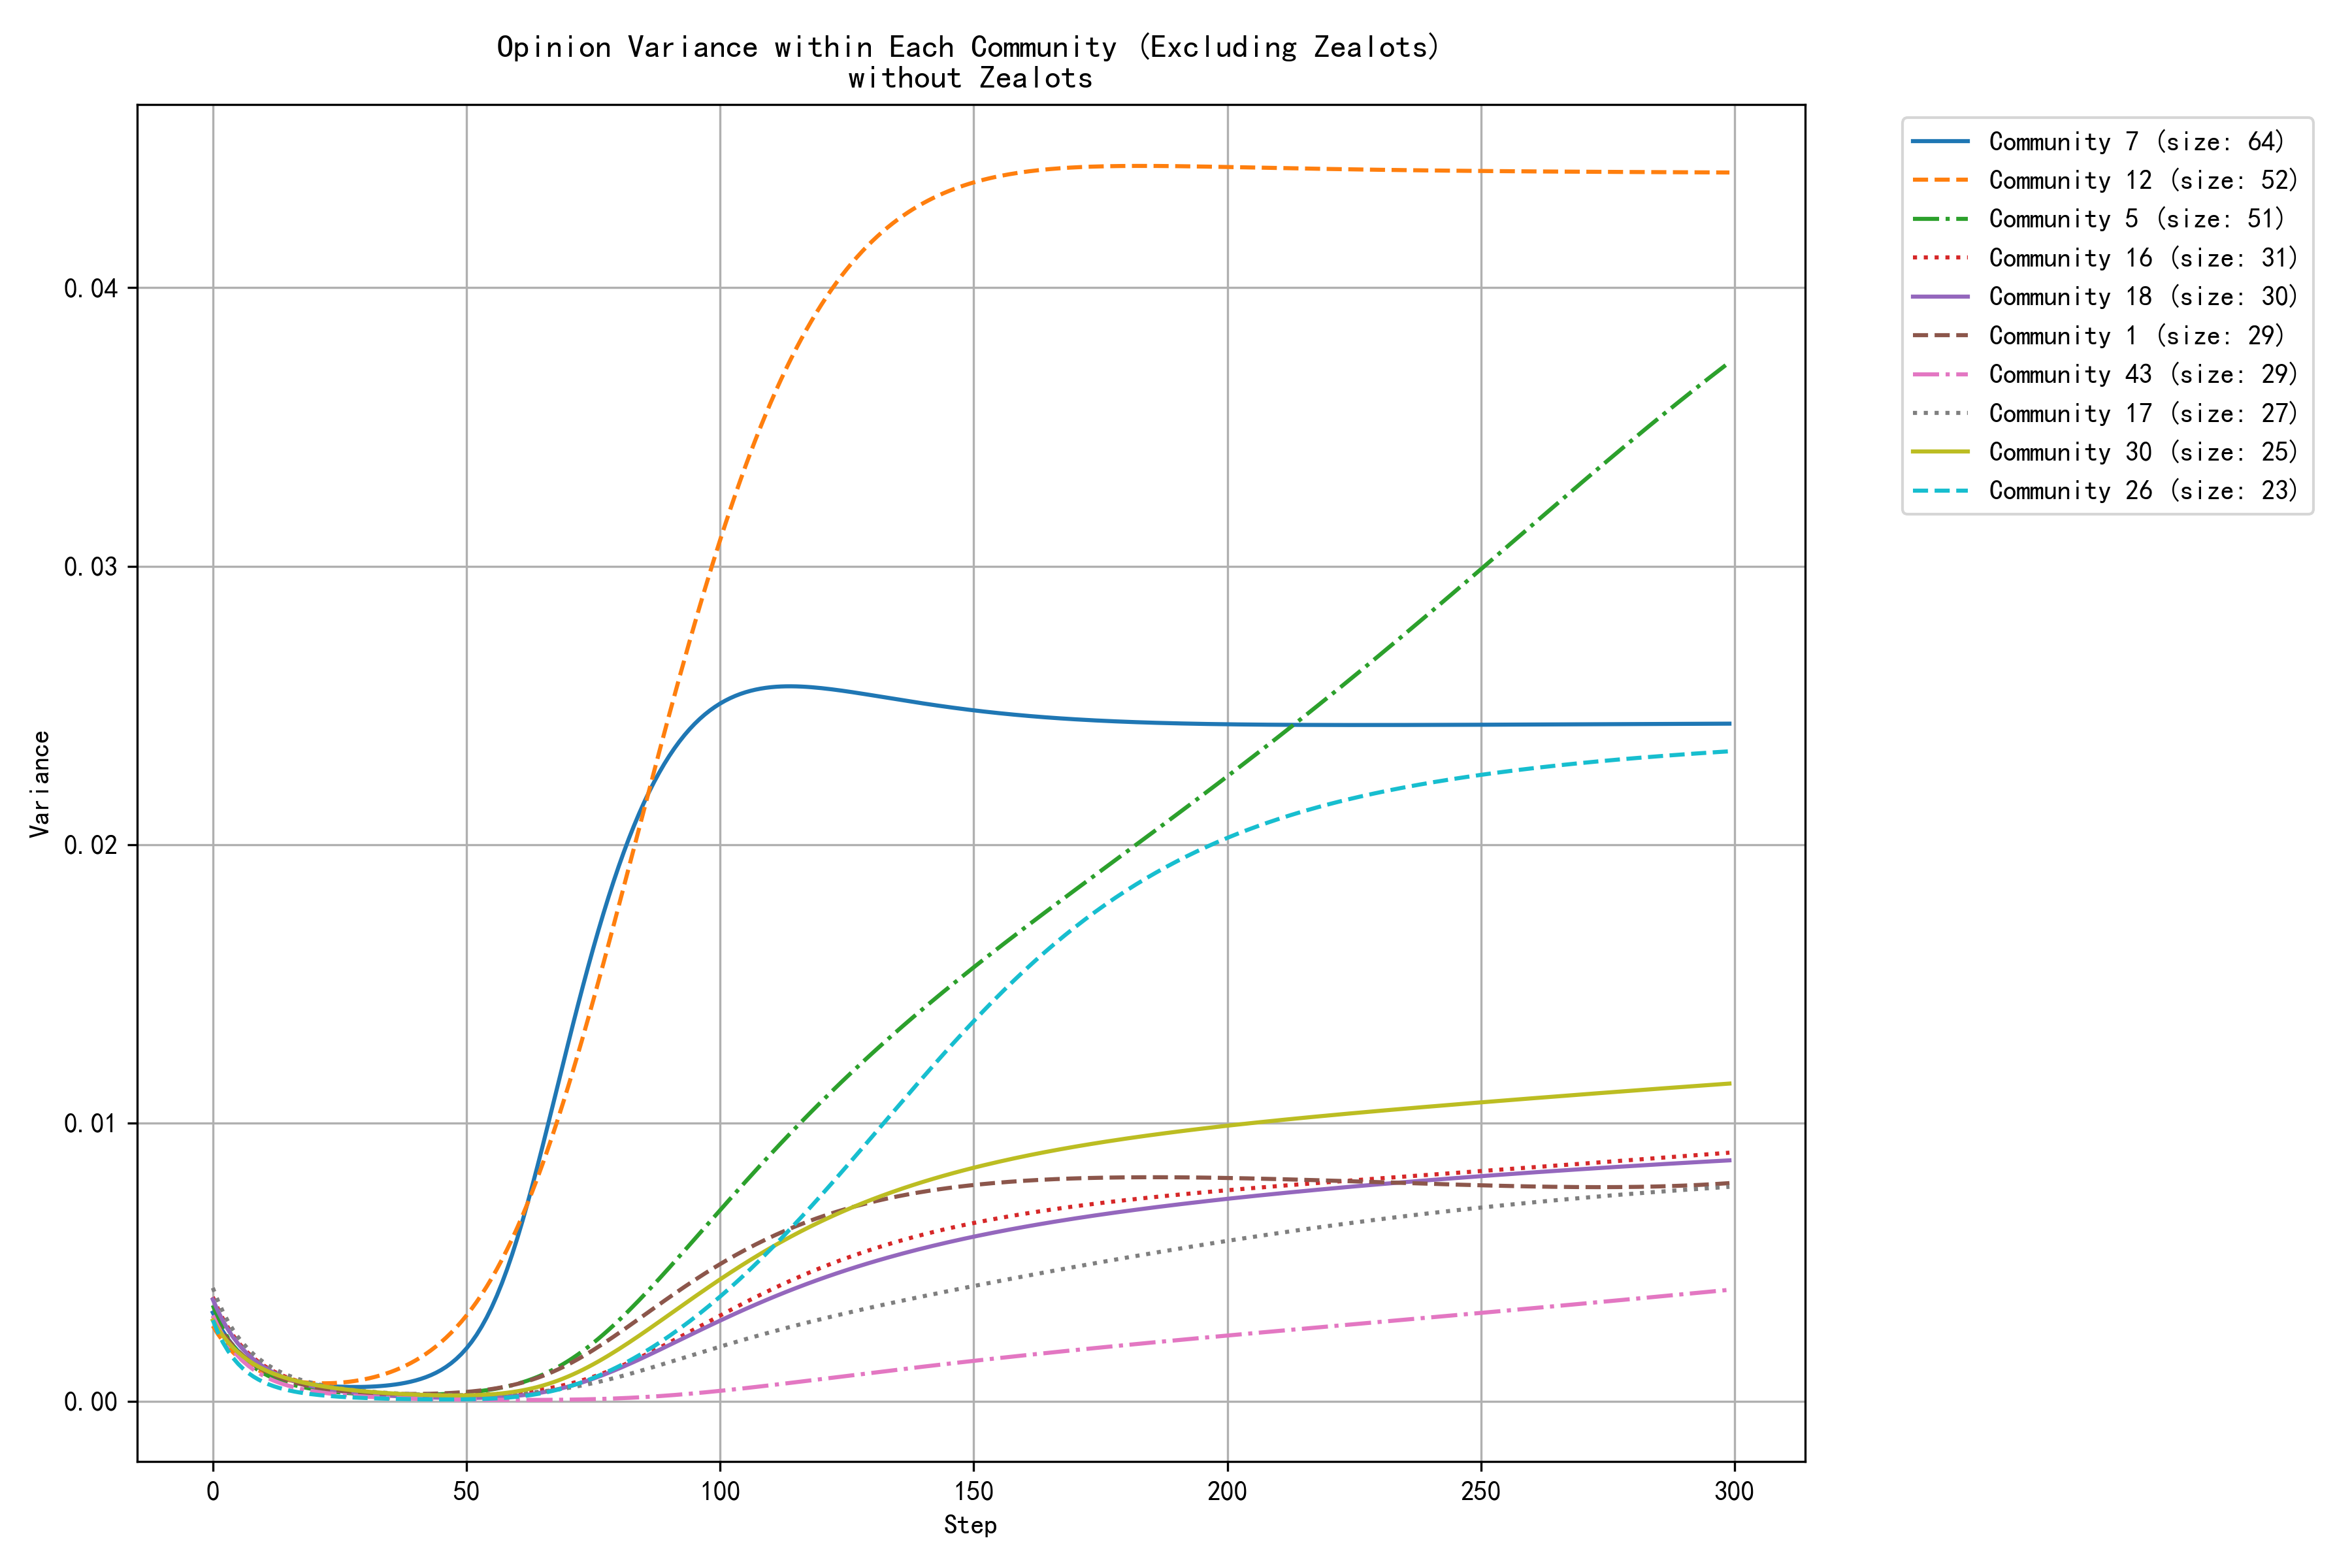 Opinion Variance within Each Community (Excluding Zealots)
without Zealots
Variance
0.04
0.03
0.02
0.01
0.00
0 50 100 150 200 250 300
Step
Community 7 (size: 64)
Community 12 (size: 52)
Community 5 (size: 51)
Community 16 (size: 31)
Community 18 (size: 30)
Community 1 (size: 29)
Community 43 (size: 29)
Community 17 (size: 27)
Community 30 (size: 25)
Community 26 (size: 23)